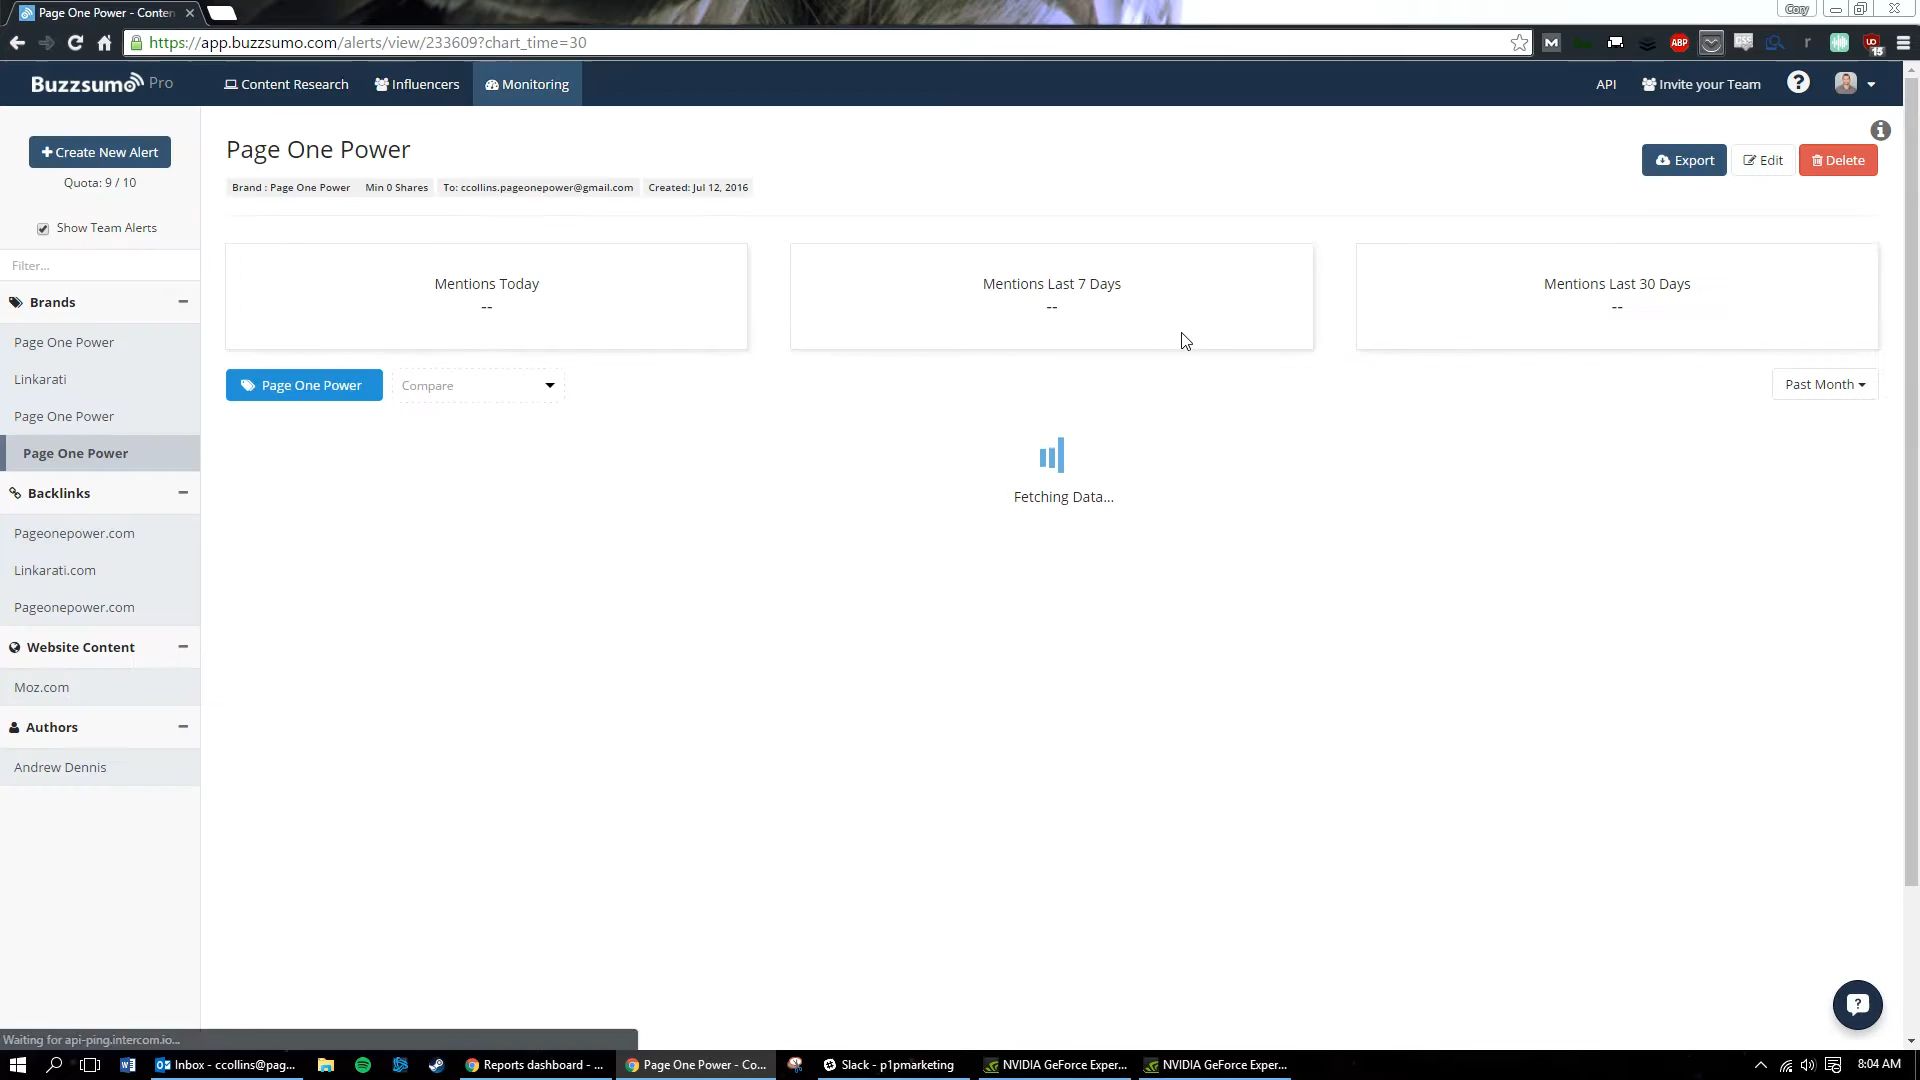 Page One Power - Conten
Cory
https://app.buzzsumo.com/alerts/view/233609?chart_time=30
M
ABP
15
Buzzsumo Pro
Content Research
Influencers
Monitoring
API
Invite your Team
?
+ Create New Alert
Quota: 9 / 10
Show Team Alerts
Filter...
Brands
Page One Power
Linkarati
Page One Power
Page One Power
Backlinks
Pageonepower.com
Linkarati.com
Pageonepower.com
Website Content
Moz.com
Authors
Andrew Dennis
Page One Power
Brand : Page One Power
Min 0 Shares
To: ccollins.pageonepower@gmail.com
Created: Jul 12, 2016
Export
Edit
Delete
Mentions Today
--
Mentions Last 7 Days
--
Mentions Last 30 Days
--
Page One Power
Compare
Past Month
Fetching Data...
Waiting for api-ping.intercom.io...
Inbox - ccollins@pag...
Reports dashboard - ...
Page One Power - Co...
Slack - p1pmarketing
NVIDIA GeForce Exper...
NVIDIA GeForce Exper...
8:04 AM